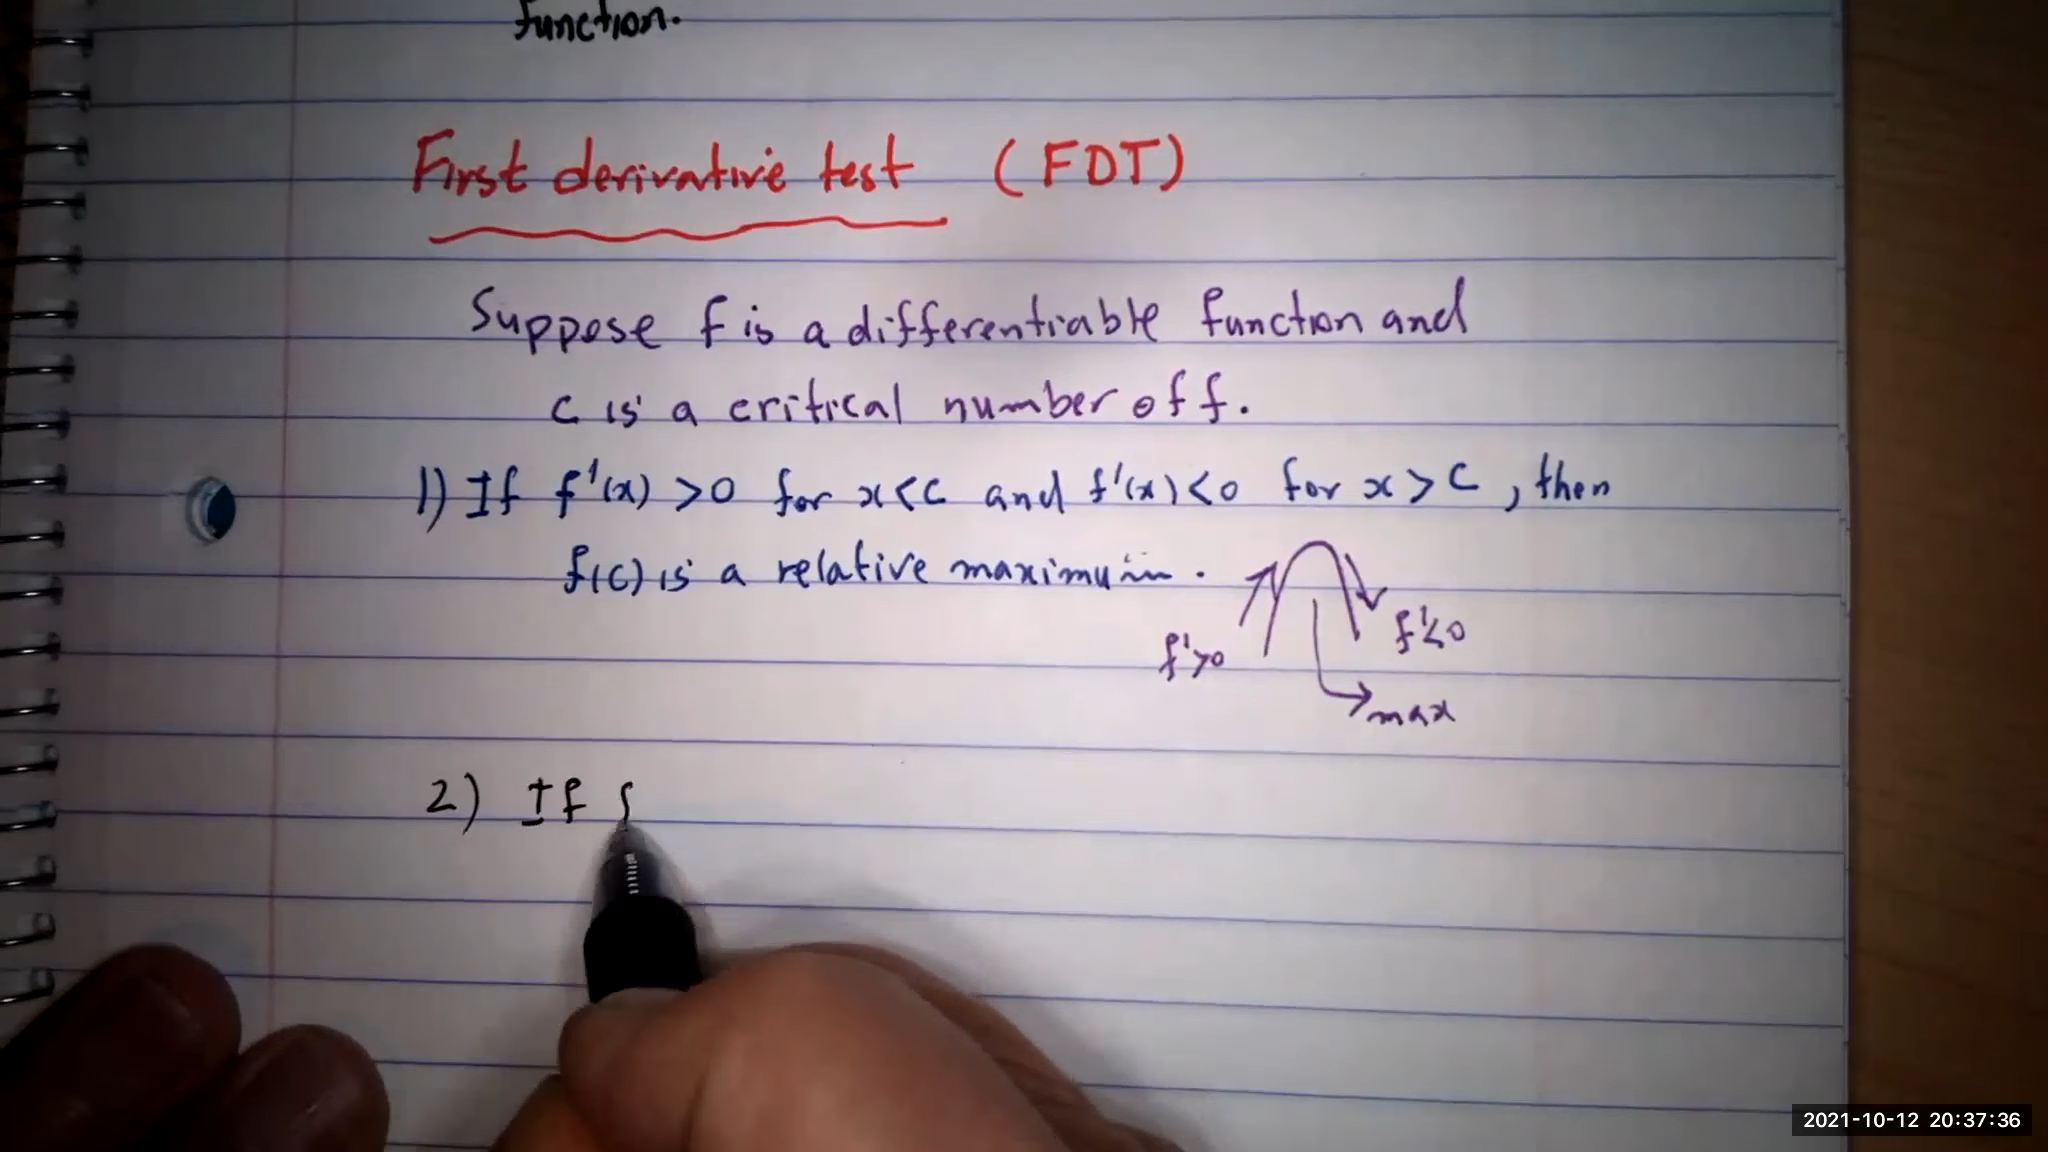 function.
First derivative test (FDT)
Suppose f is a differentiable function and
c is a critical number of f.
1) If f'(x) >0 for x<c and f'(x)<0 for x>c, then
f(c) is a relative maximum.
f'>0
f'<0
max
2) If f
2021-10-12 20:37:36